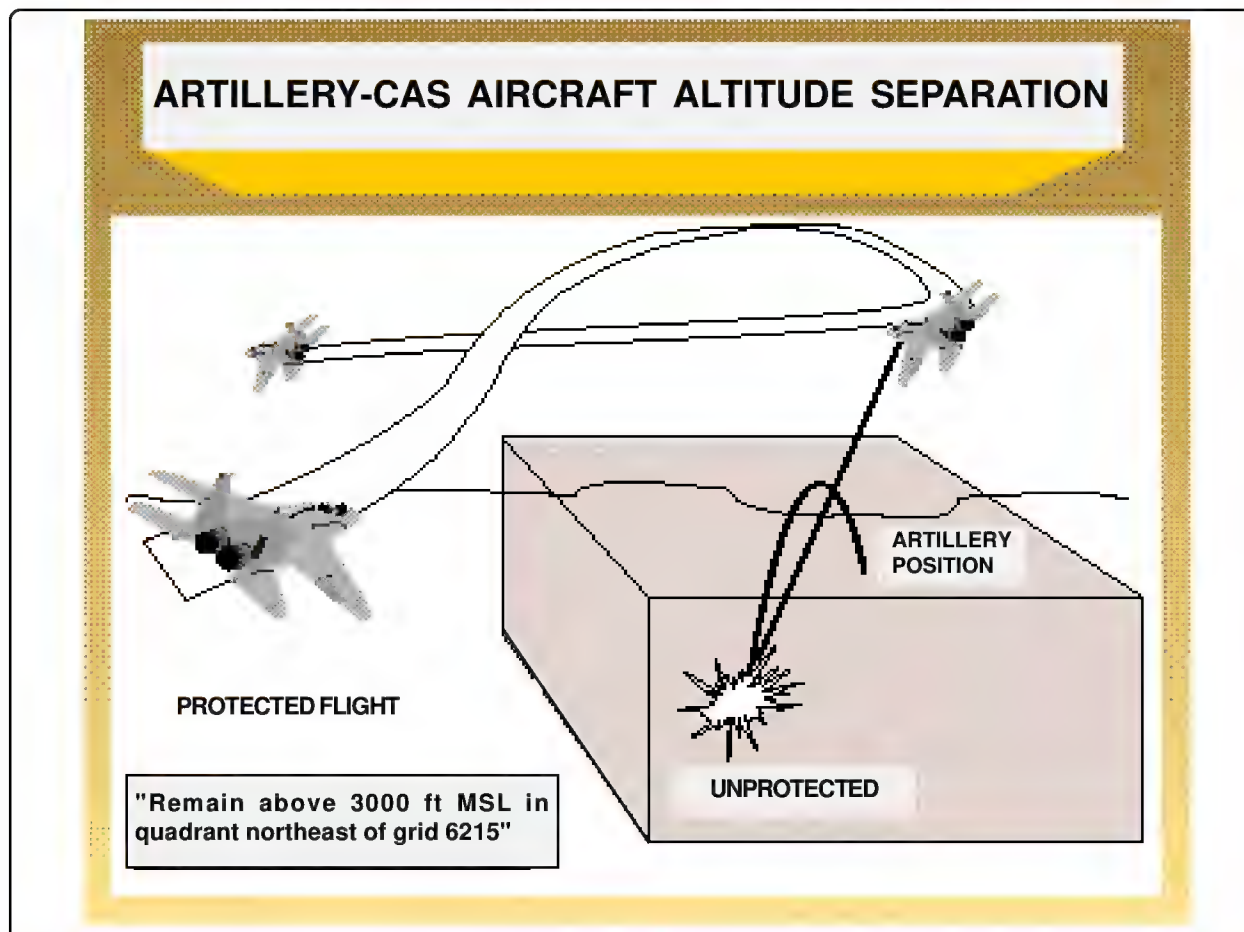 ARTILLERY-CAS AIRCRAFT ALTITUDE SEPARATION
ARTILLERY
POSITION
PROTECTED FLIGHT
UNPROTECTED
"Remain above 3000 ft MSL in
quadrant northeast of grid 6215"